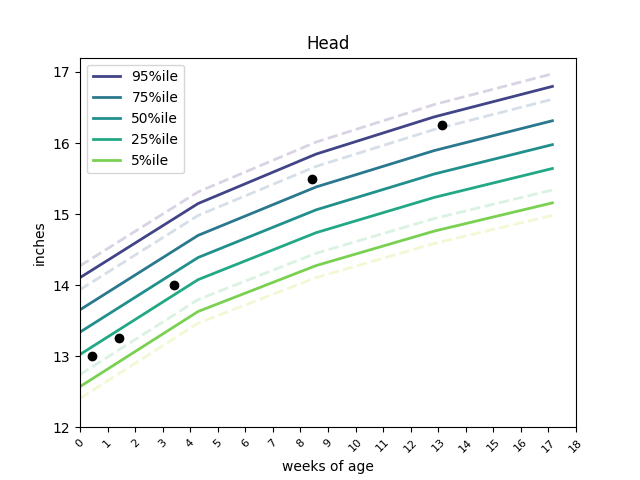 Head
95%ile
75%ile
50%ile
25%ile
5%ile
17
16
15
14
13
12
inches
0 1 2 3 4 5 6 7 8 9 10 11 12 13 14 15 16 17 18
weeks of age